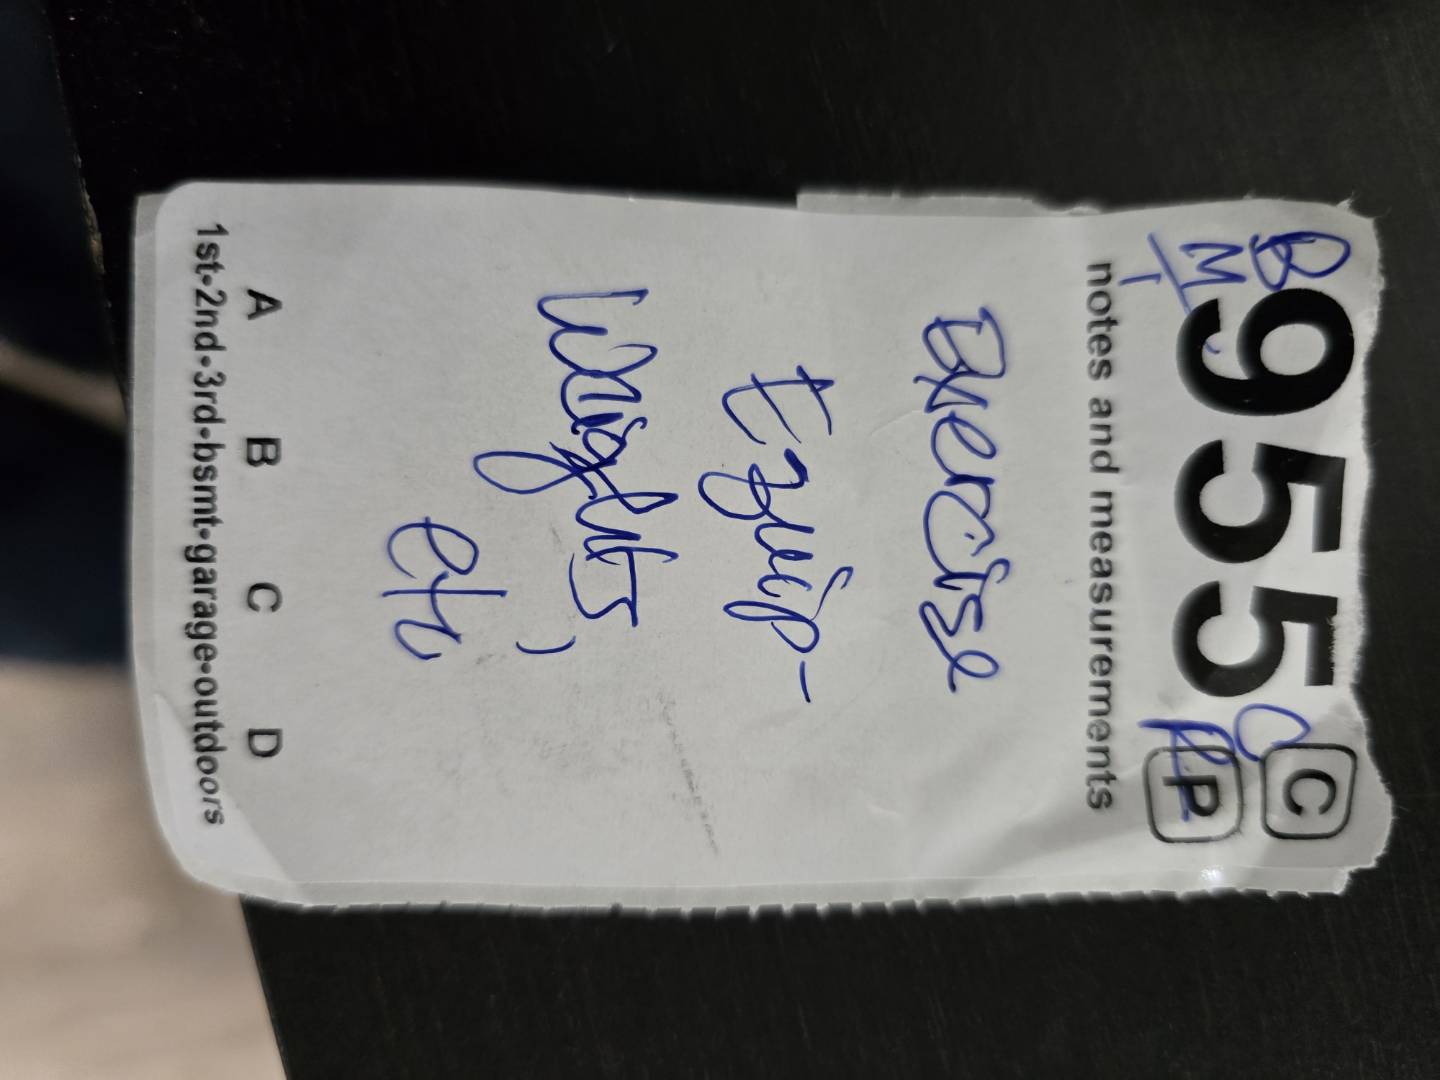 B 955 C
M P
notes and measurements
Exercise
Equip-
Weights,
etc
A B C D
1st•2nd•3rd•bsmt•garage•outdoors